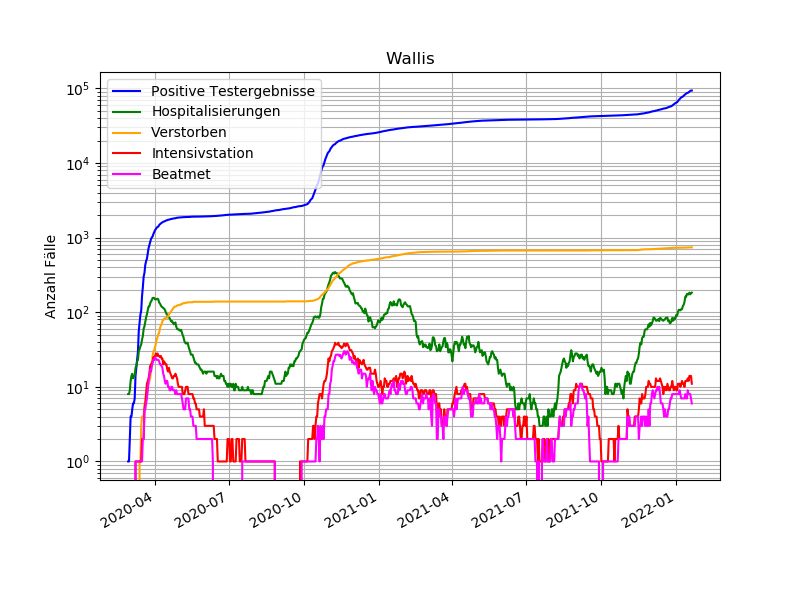 Wallis
Anzahl Fälle
10^5
10^4
10^3
10^2
10^1
10^0
Positive Testergebnisse
Hospitalisierungen
Verstorben
Intensivstation
Beatmet
2020-04
2020-07
2020-10
2021-01
2021-04
2021-07
2021-10
2022-01